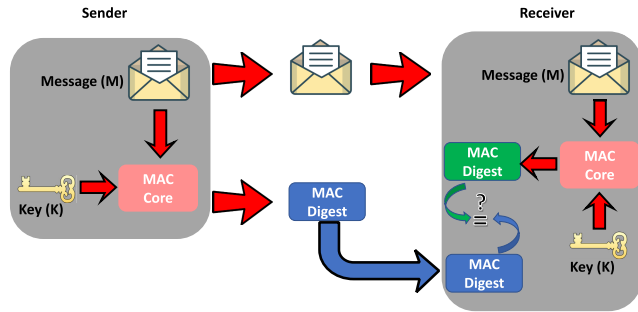 Sender
Receiver
Message (M)
Message (M)
MAC
Core
Key (K)
MAC
Digest
MAC
Digest
MAC
Core
?
=
MAC
Digest
Key (K)